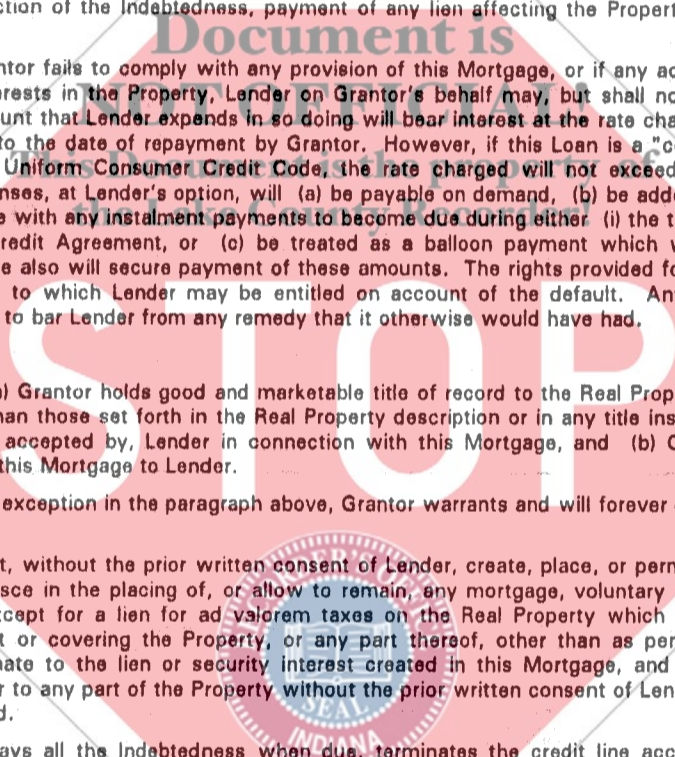 ction of the Indebtedness, payment of any lien affecting the Propert
Document is
ntor fails to comply with any provision of this Mortgage, or if any ac
erests in the Property, Lender on Grantor's behalf may, but shall no
NOT OFFICIAL!
unt that Lender expends in so doing will bear interest at the rate cha
to the date of repayment by Grantor. However, if this Loan is a "c
This Document is the property of
Uniform Consumer Credit Code, the rate charged will not exceed
nses, at Lender's option, will (a) be payable on demand, (b) be adde
the Lake County Recorder!
e with any instalment payments to become due during either (i) the t
redit Agreement, or (c) be treated as a balloon payment which w
e also will secure payment of these amounts. The rights provided fo
to which Lender may be entitled on account of the default. An
to bar Lender from any remedy that it otherwise would have had.
STOP
) Grantor holds good and marketable title of record to the Real Prop
han those set forth in the Real Property description or in any title ins
accepted by, Lender in connection with this Mortgage, and (b) G
this Mortgage to Lender.
exception in the paragraph above, Grantor warrants and will forever
t, without the prior written consent of Lender, create, place, or perm
sce in the placing of, or allow to remain, any mortgage, voluntary
cept for a lien for ad valorem taxes on the Real Property which
t or covering the Property, or any part thereof, other than as per
nate to the lien or security interest created in this Mortgage, and
r to any part of the Property without the prior written consent of Len
d.
SEAL
INDIANA
ays all the Indebtedness when due, terminates the credit line acc